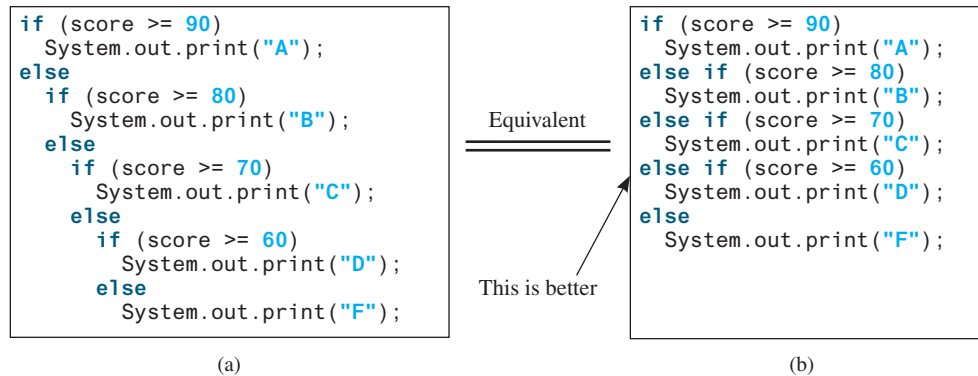 if (score >= 90)
  System.out.print("A");
else
  if (score >= 80)
    System.out.print("B");
  else
    if (score >= 70)
      System.out.print("C");
    else
      if (score >= 60)
        System.out.print("D");
      else
        System.out.print("F");
(a)
Equivalent
This is better
if (score >= 90)
  System.out.print("A");
else if (score >= 80)
  System.out.print("B");
else if (score >= 70)
  System.out.print("C");
else if (score >= 60)
  System.out.print("D");
else
  System.out.print("F");
(b)